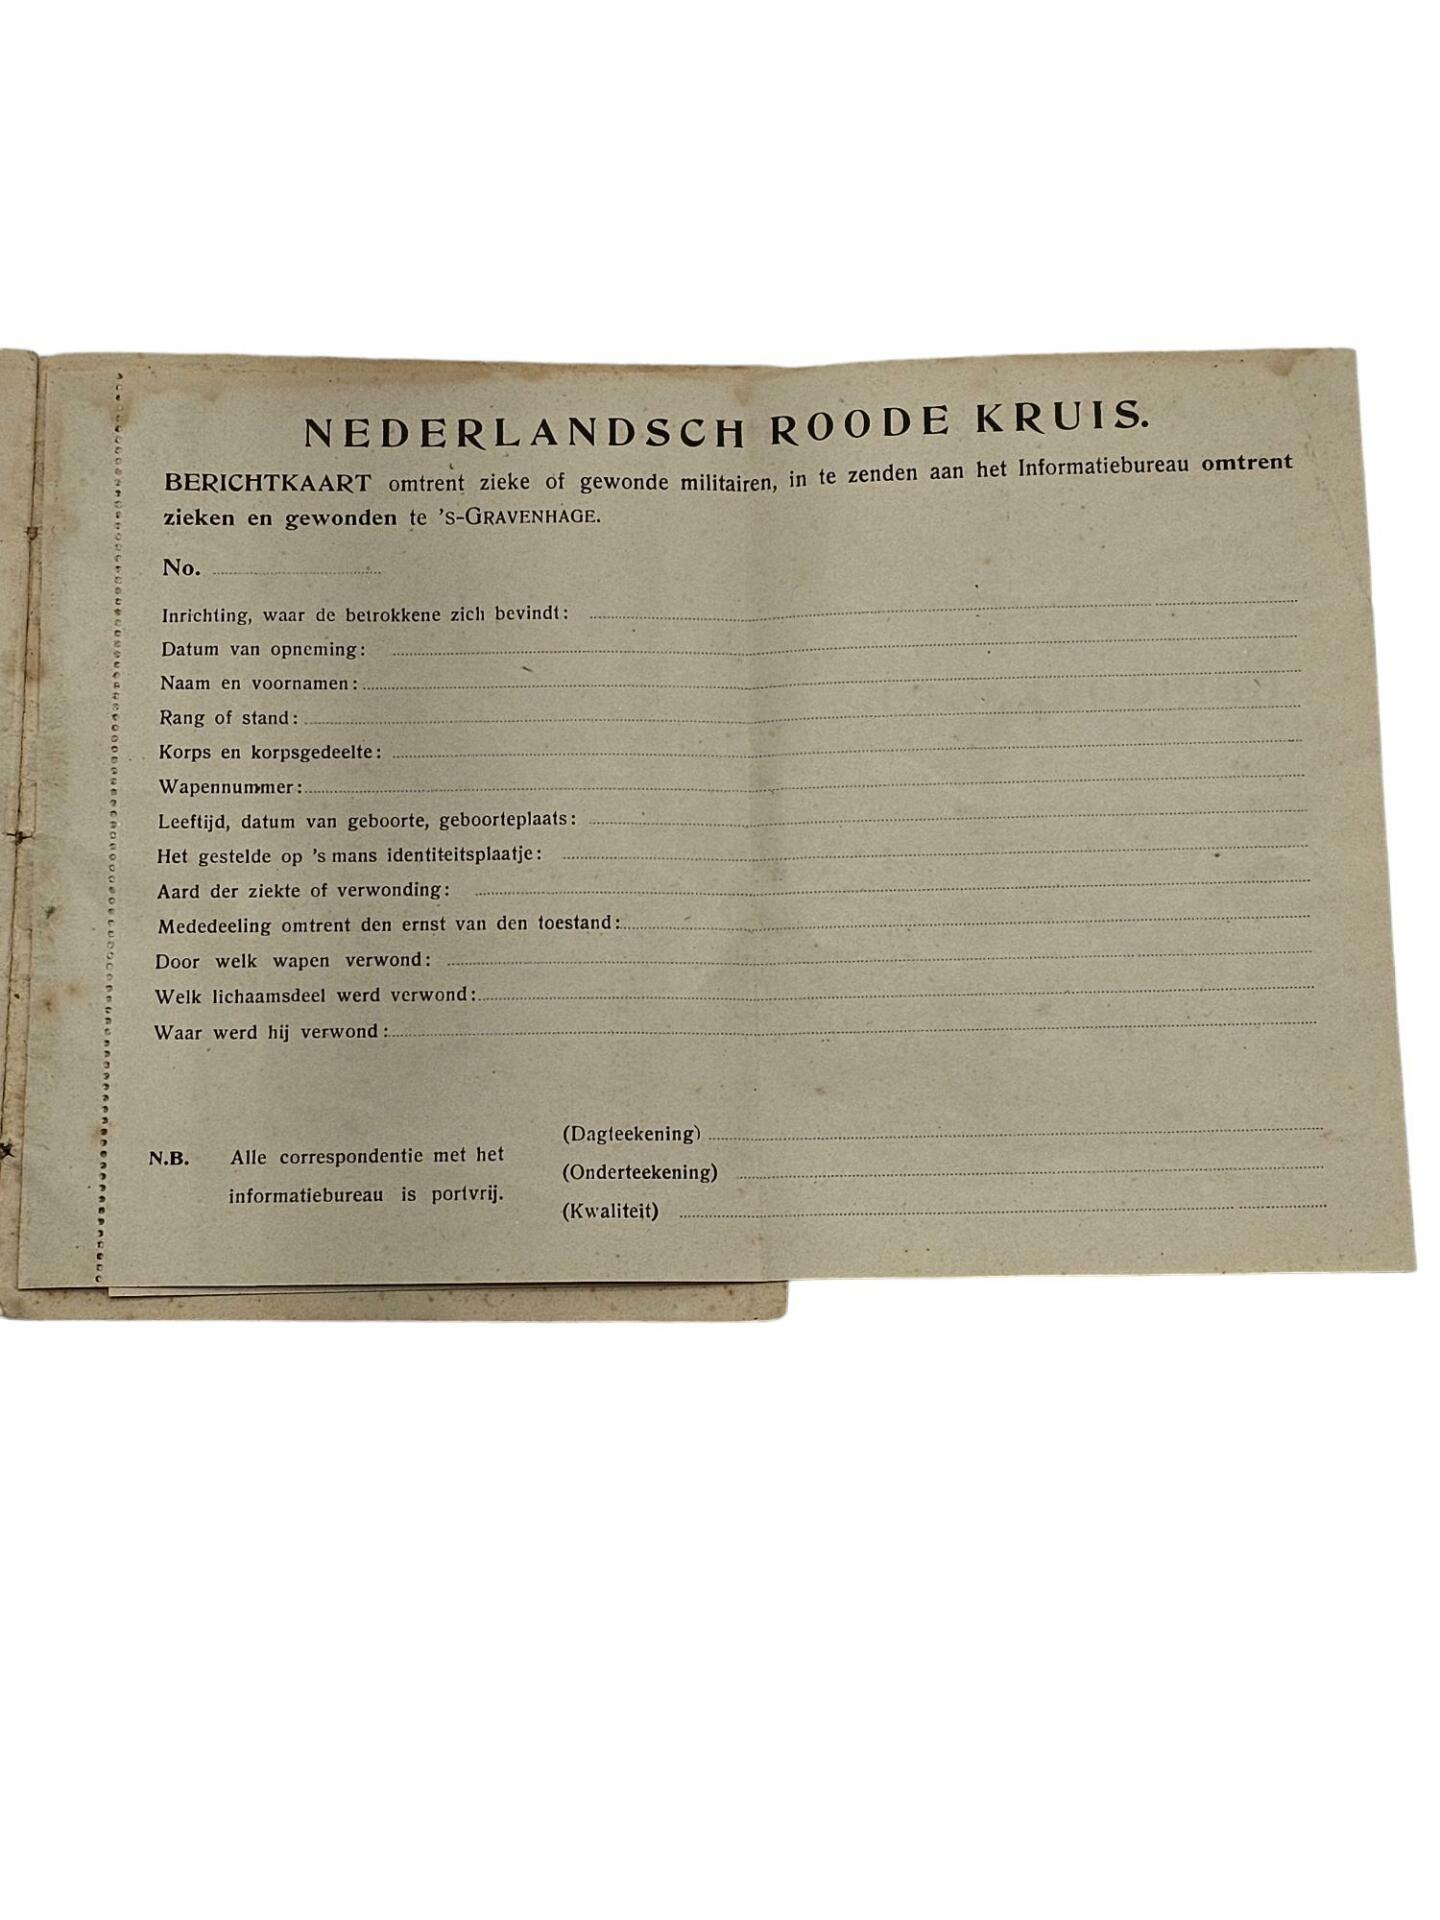 NEDERLANDSCH ROODE KRUIS.
BERICHTKAART omtrent zieke of gewonde militairen, in te zenden aan het Informatiebureau omtrent
zieken en gewonden te 's-GRAVENHAGE.
No.
Inrichting, waar de betrokkene zich bevindt:
Datum van opneming:
Naam en voornamen:
Rang of stand:
Korps en korpsgedeelte:
Wapennummer:
Leeftijd, datum van geboorte, geboorteplaats:
Het gestelde op 's mans identiteitsplaatje:
Aard der ziekte of verwonding:
Mededeeling omtrent den ernst van den toestand:
Door welk wapen verwond:
Welk lichaamsdeel werd verwond:
Waar werd hij verwond:
N.B. Alle correspondentie met het
informatiebureau is portvrij.
(Dagteekening)
(Onderteekening)
(Kwaliteit)